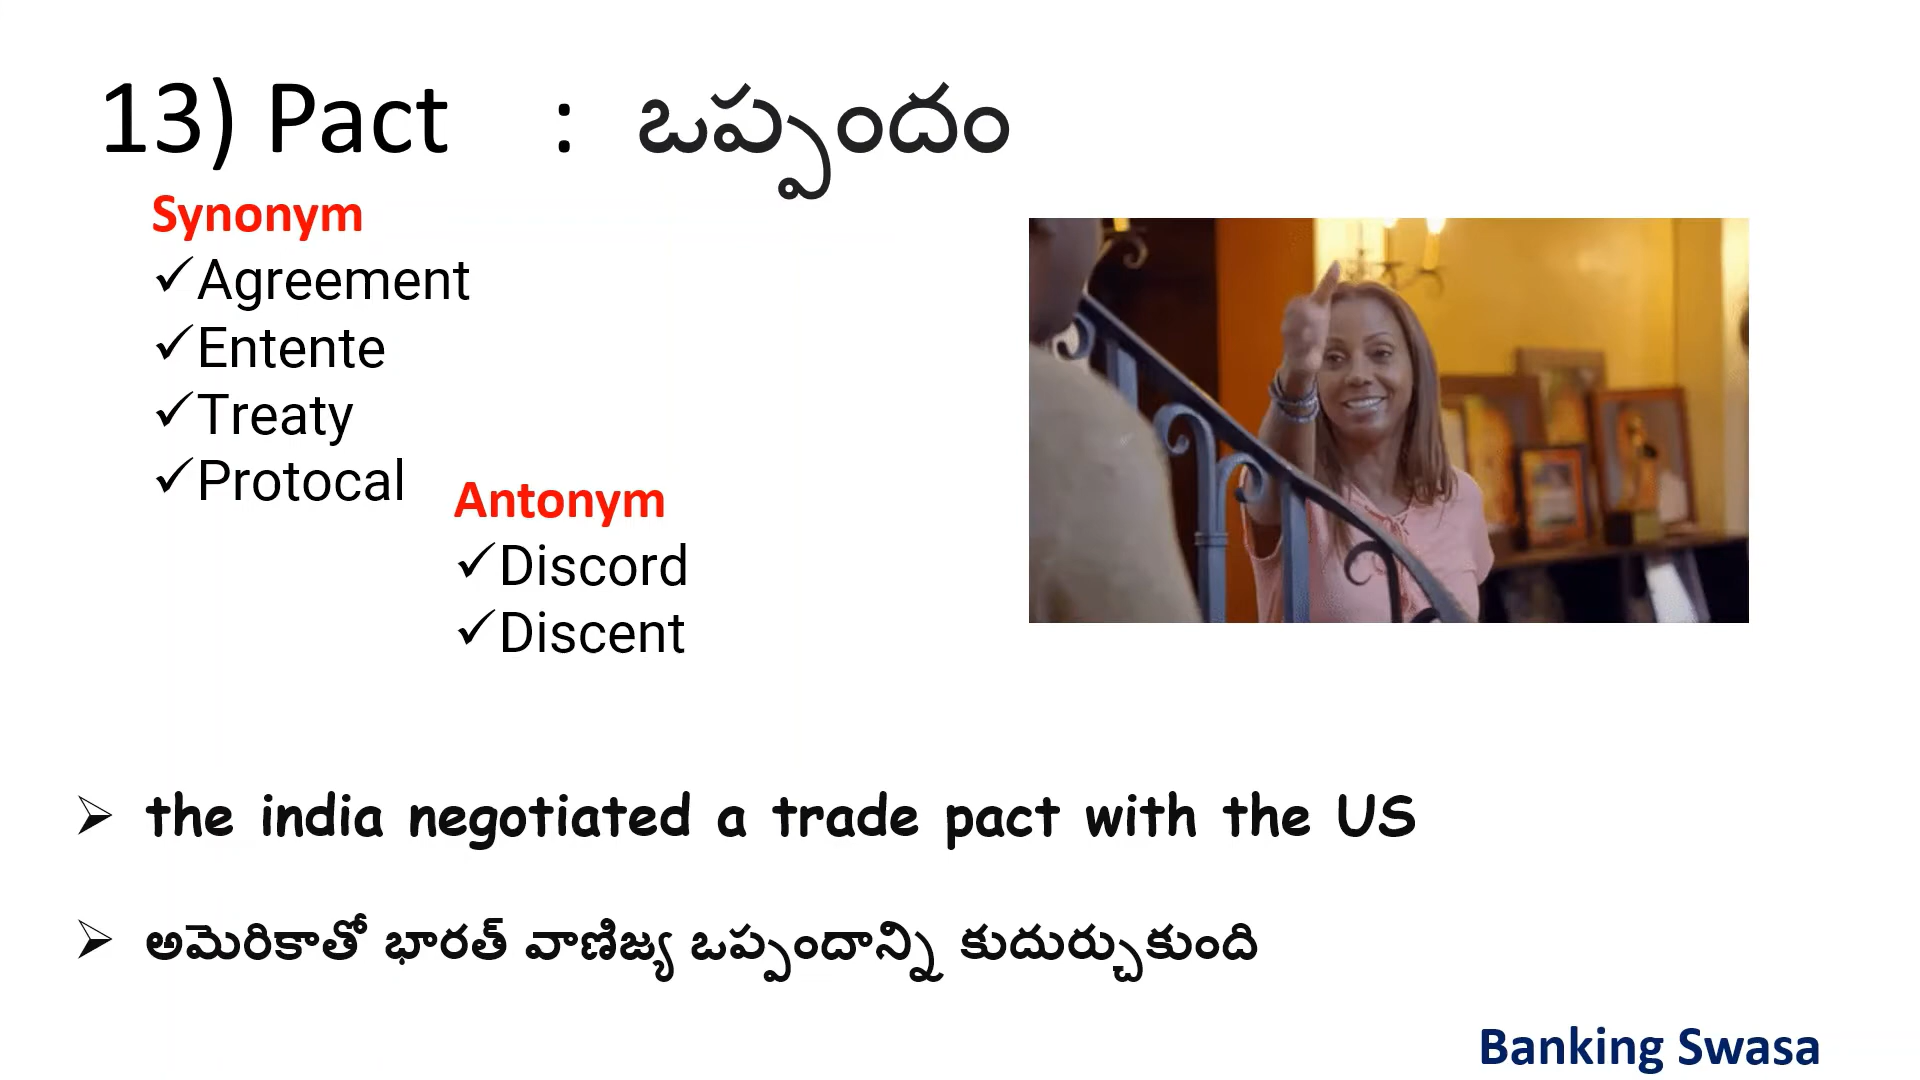 13) Pact : ఒప్పందం
Synonym
✓Agreement
✓Entente
✓Treaty
✓Protocal
Antonym
✓Discord
✓Discent
➢ the india negotiated a trade pact with the US
➢ అమెరికాతో భారత్ వాణిజ్య ఒప్పందాన్ని కుదుర్చుకుంది
Banking Swasa